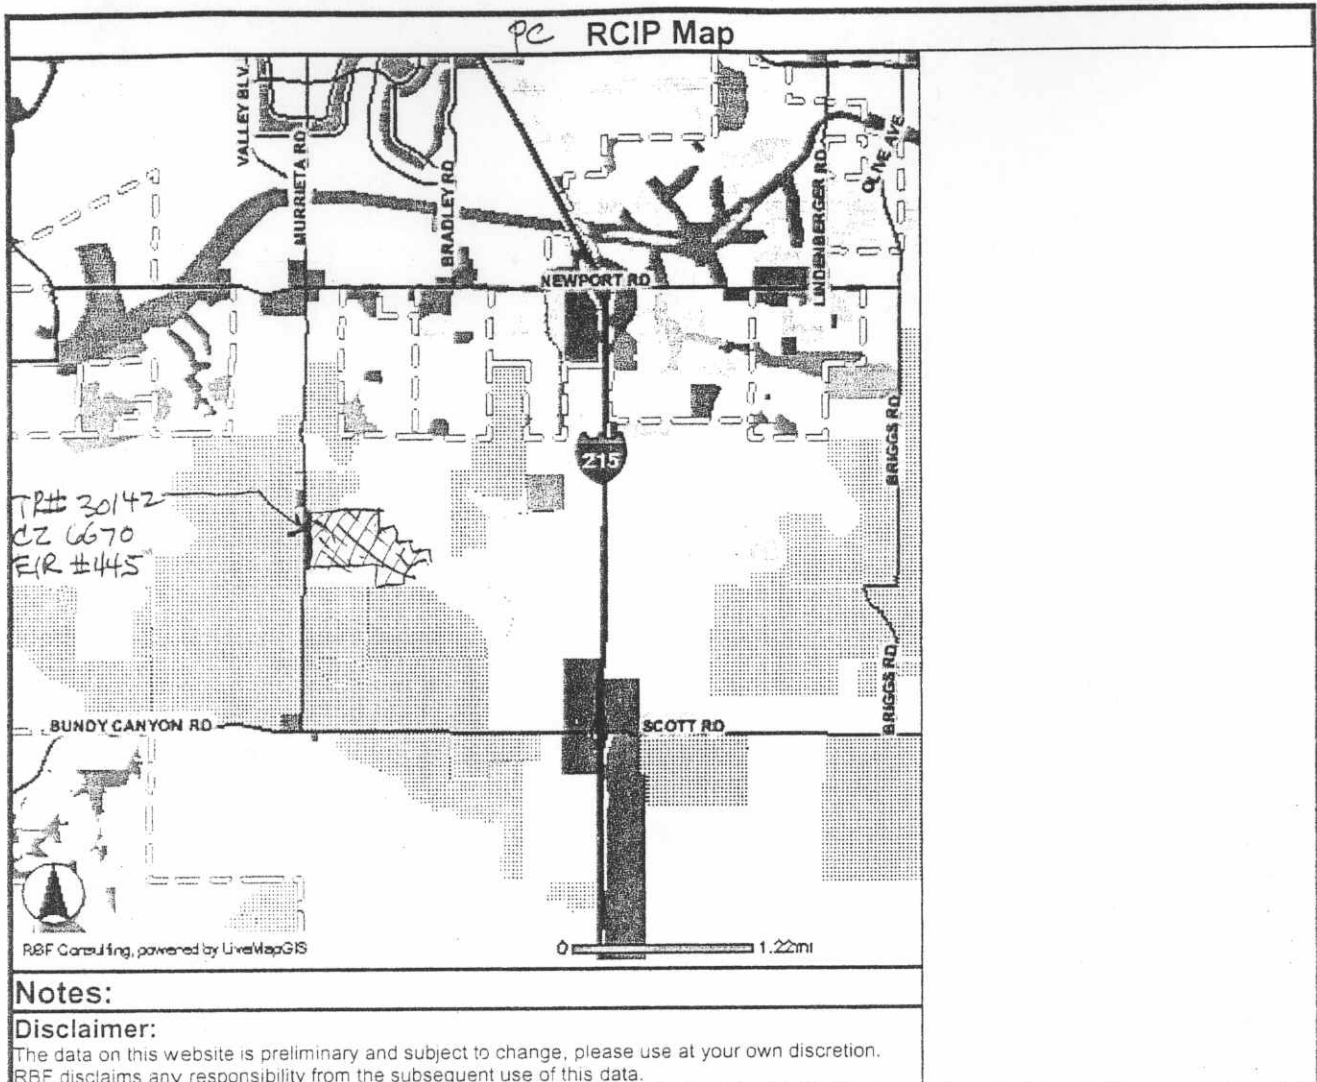 PC RCIP Map
VALLEY BLV.
MURRIETA RD
BRADLEY RD
LINDENBERGER RD
OLIVE AVE
NEWPORT RD
BRIGGS RD
215
TR# 30142
CZ 6670
EIR #445
BRIGGS RD
BUNDY CANYON RD
SCOTT RD
RBF Consulting, powered by LiveMapGIS
0 1.22mi
Notes:
Disclaimer:
The data on this website is preliminary and subject to change, please use at your own discretion.
RBF disclaims any responsibility from the subsequent use of this data.